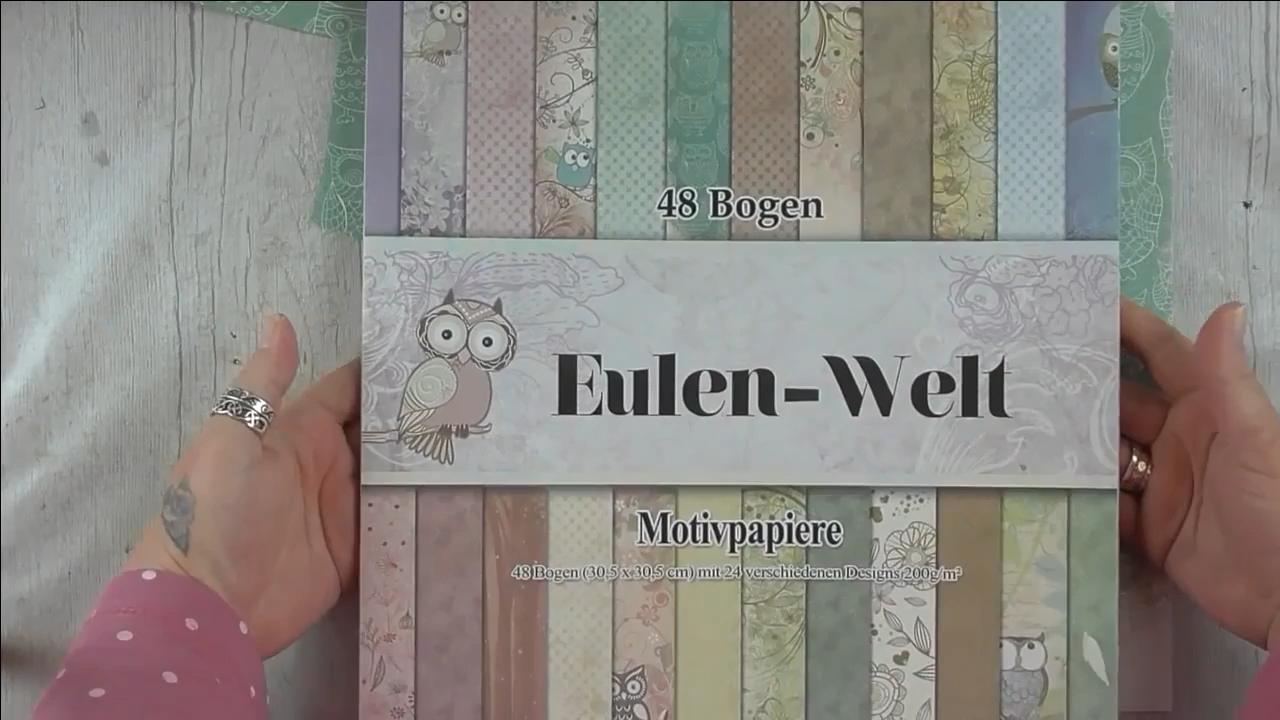 48 Bogen
Eulen-Welt
Motivpapiere
48 Bogen (30,5 x 30,5 cm) mit 24 verschiedenen Designs 200g/m²